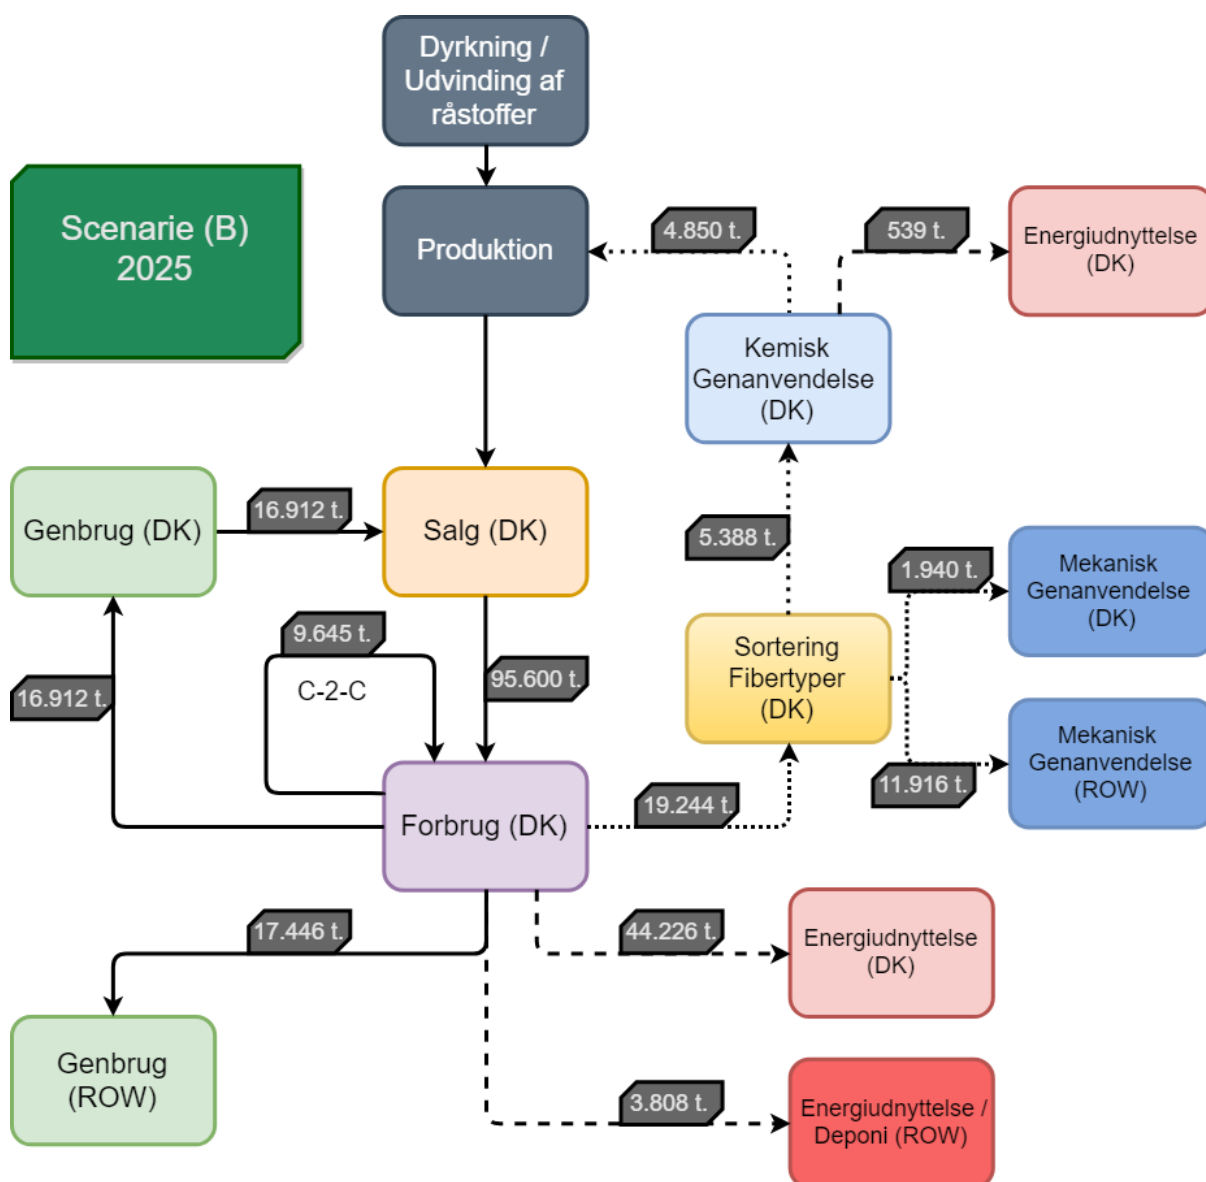 Dyrkning /
Udvinding af
råstoffer
Scenarie (B)
2025
Produktion
4.850 t.
539 t.
Energiudnyttelse
(DK)
Kemisk
Genanvendelse
(DK)
Genbrug (DK)
16.912 t.
Salg (DK)
5.388 t.
1.940 t.
Mekanisk
Genanvendelse
(DK)
9.645 t.
C-2-C
95.600 t.
16.912 t.
Sortering
Fibertyper
(DK)
Mekanisk
Genanvendelse
(ROW)
11.916 t.
Forbrug (DK)
19.244 t.
17.446 t.
44.226 t.
Energiudnyttelse
(DK)
Genbrug
(ROW)
3.808 t.
Energiudnyttelse /
Deponi (ROW)